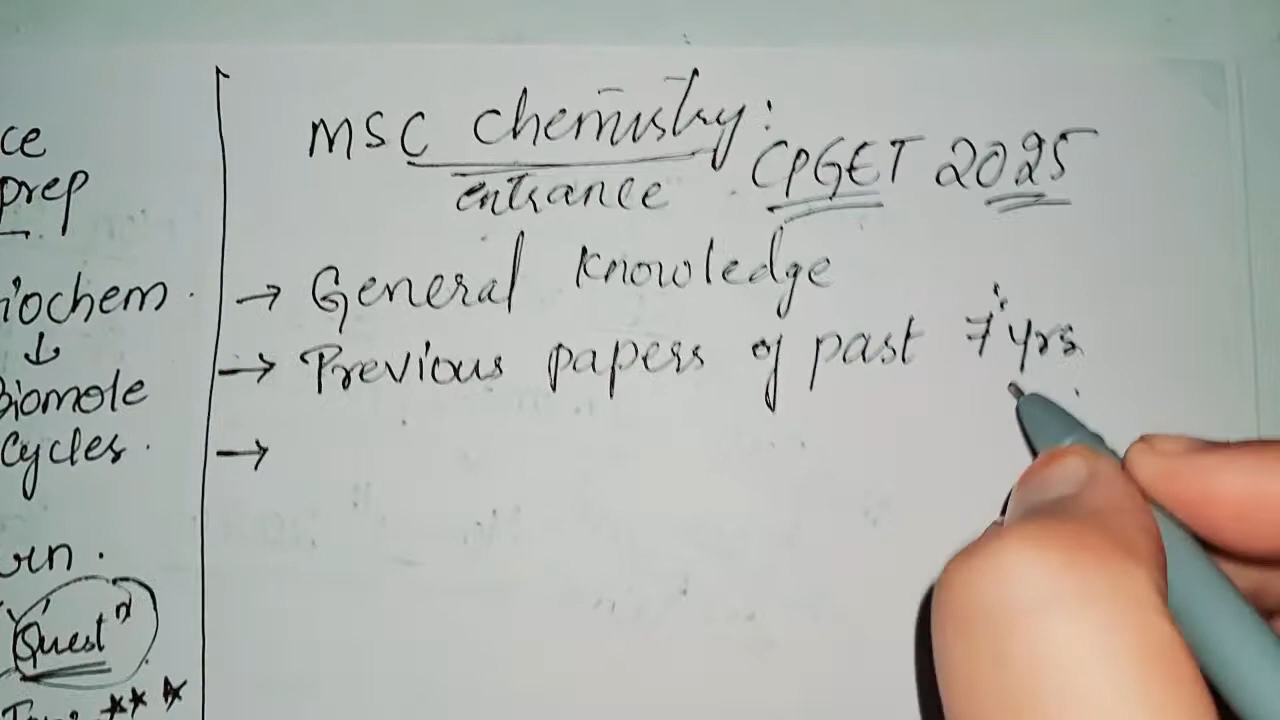 ce
prep
iochem.
↓
Biomole
Cycles.
rn.
Questⁿ
MSC Chemistry:
entrance CPGET 2025
→ General Knowledge
→ Previous papers of past 7 yrs
→